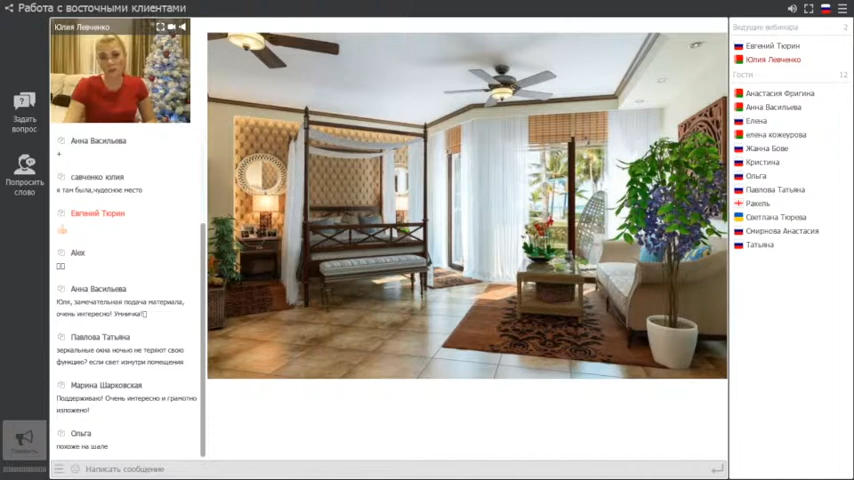 Работа с восточными клиентами
Юлия Левченко
Задать
вопрос
Попросить
слово
Анна Васильева
+
савченко юлия
я там была,чудесное место
Евгений Тюрин
Alex
Анна Васильева
Юля, замечательная подача материала,
очень интересно! Умничка!
Павлова Татьяна
зеркальные окна ночью не теряют свою
функцию? если свет изнутри помещения
Марина Шарковская
Поддерживаю! Очень интересно и грамотно
изложено!
Ольга
похоже на шале
Написать сообщение
Ведущие вебинара 2
Евгений Тюрин
Юлия Левченко
Гости 12
Анастасия Фригина
Анна Васильева
Елена
елена кожеурова
Жанна Бове
Кристина
Ольга
Павлова Татьяна
Ракель
Светлана Тюрева
Смирнова Анастасия
Татьяна